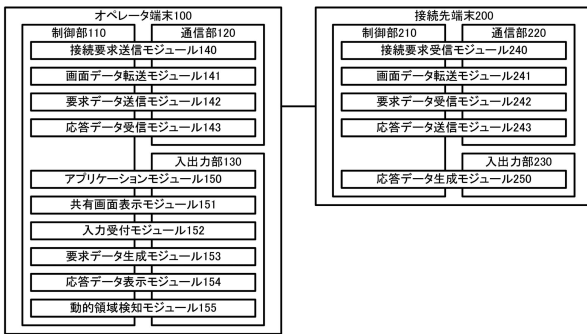 オペレータ端末100
制御部110
通信部120
接続要求送信モジュール140
画面データ転送モジュール141
要求データ送信モジュール142
応答データ受信モジュール143
入出力部130
アプリケーションモジュール150
共有画面表示モジュール151
入力受付モジュール152
要求データ生成モジュール153
応答データ表示モジュール154
動的領域検知モジュール155
接続先端末200
制御部210
通信部220
接続要求受信モジュール240
画面データ転送モジュール241
要求データ受信モジュール242
応答データ送信モジュール243
入出力部230
応答データ生成モジュール250